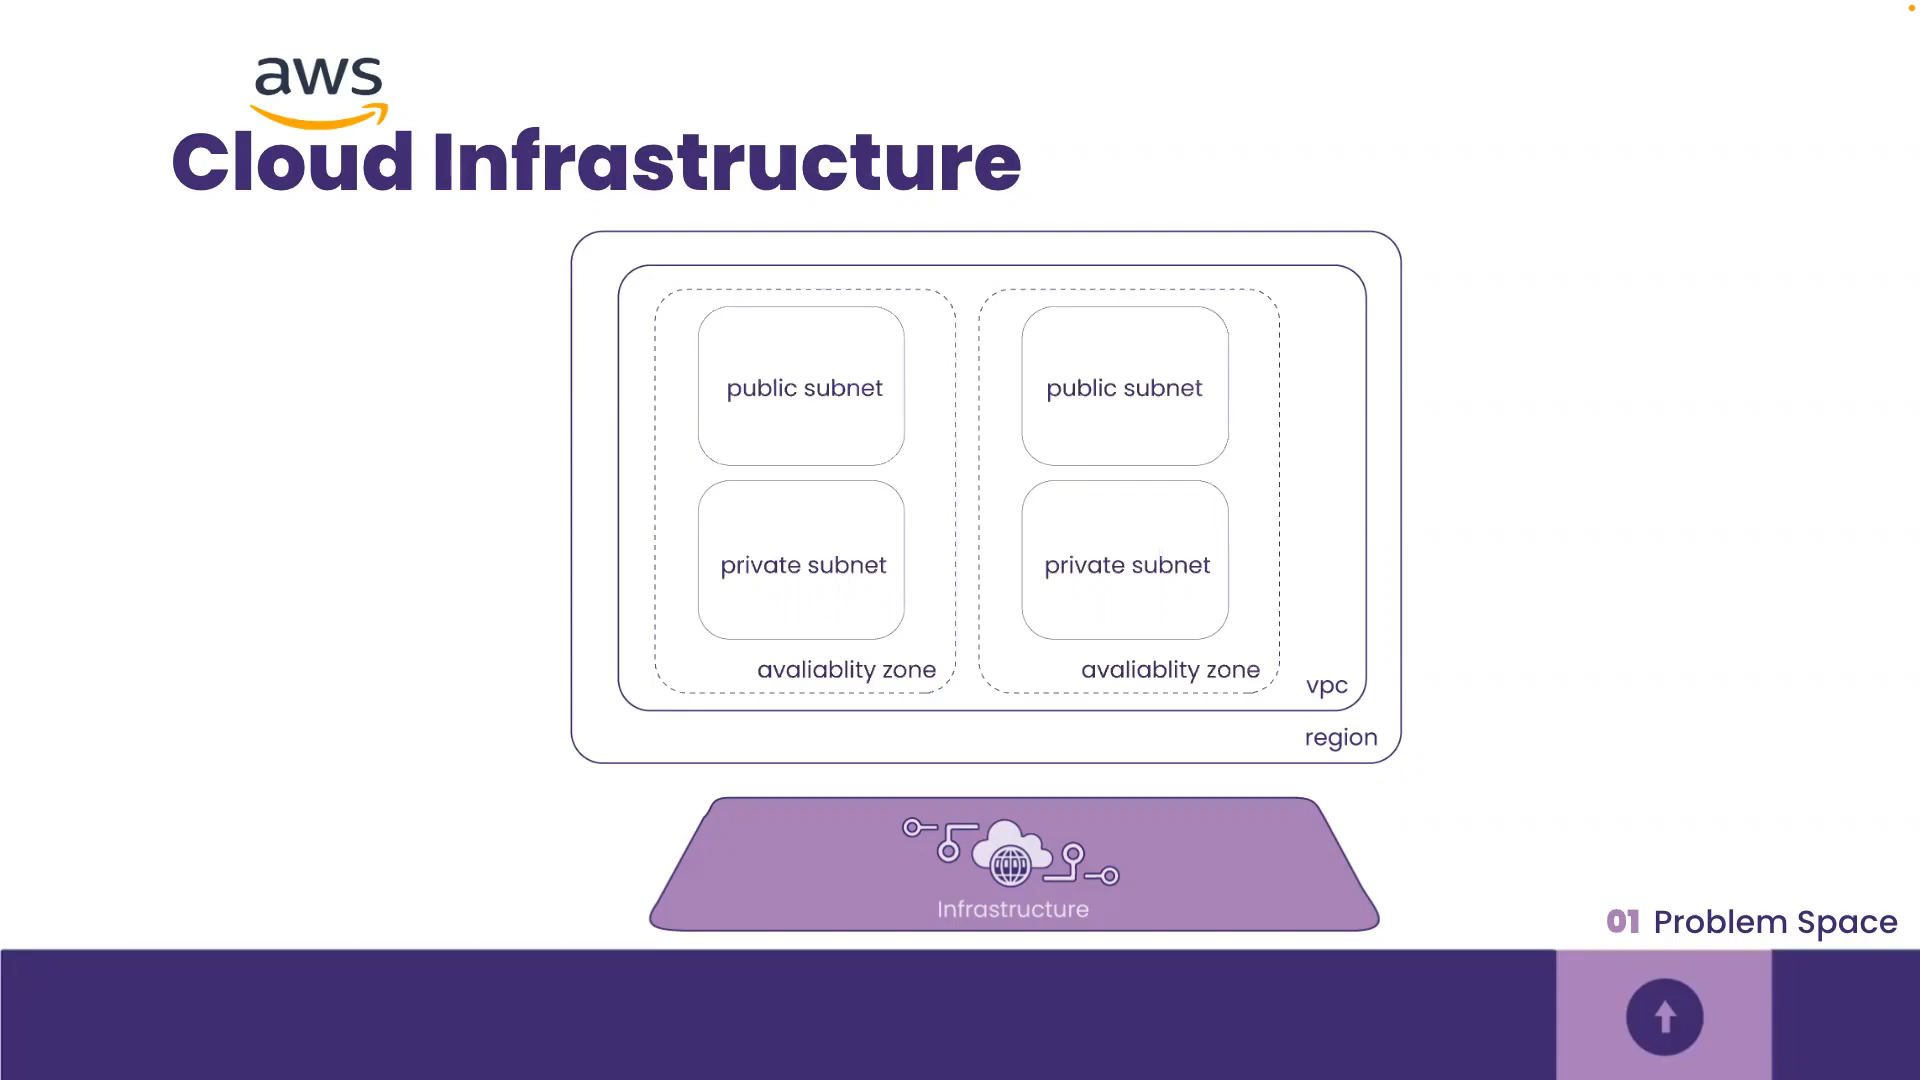 aws
Cloud Infrastructure
public subnet
public subnet
private subnet
private subnet
avaliablity zone
avaliablity zone
vpc
region
Infrastructure
01 Problem Space